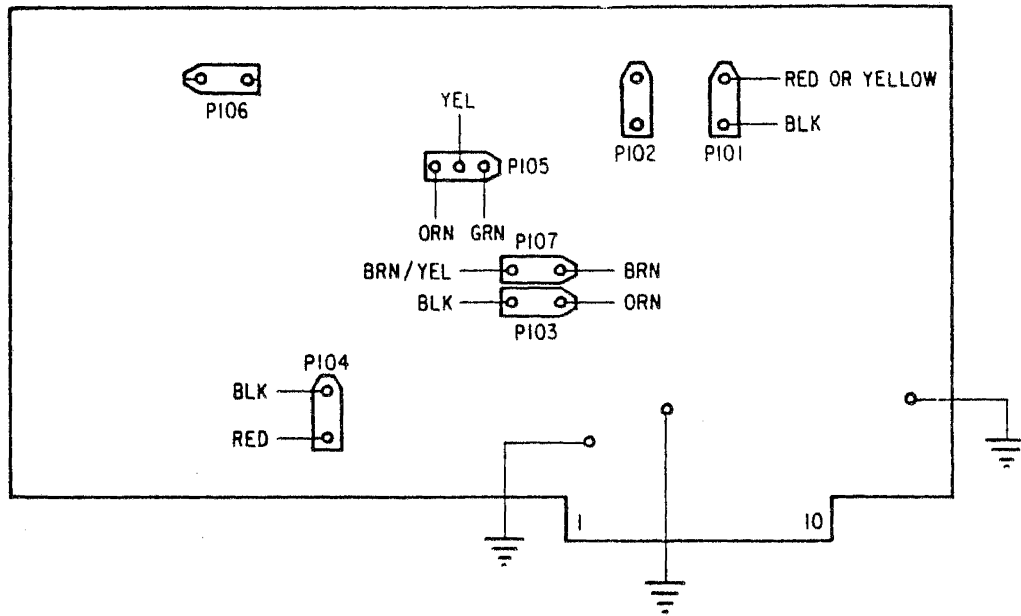 RED OR YELLOW
P106
YEL
BLK
P102
P101
P105
ORN
GRN
P107
BRN/YEL
BRN
BLK
ORN
P103
P104
BLK
RED
1
10